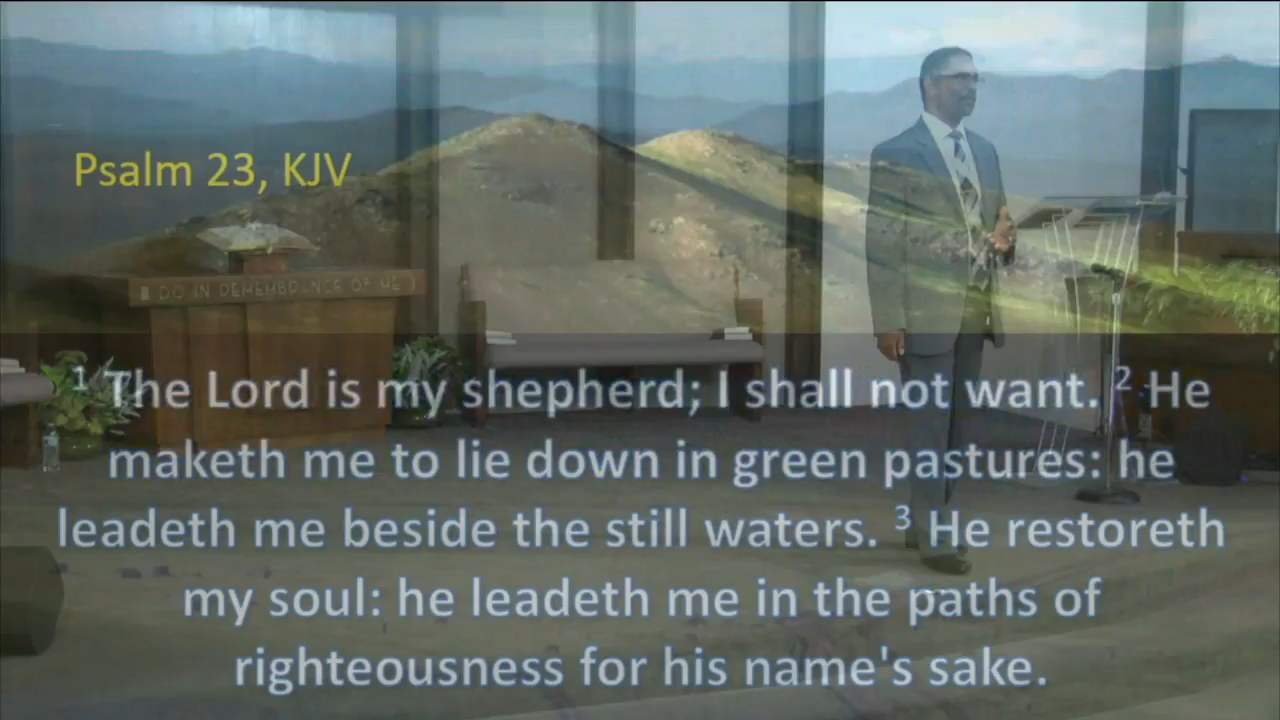 Psalm 23, KJV
DO IN REMEMBRANCE OF ME
1 The Lord is my shepherd; I shall not want. 2 He
maketh me to lie down in green pastures: he
leadeth me beside the still waters. 3 He restoreth
my soul: he leadeth me in the paths of
righteousness for his name's sake.